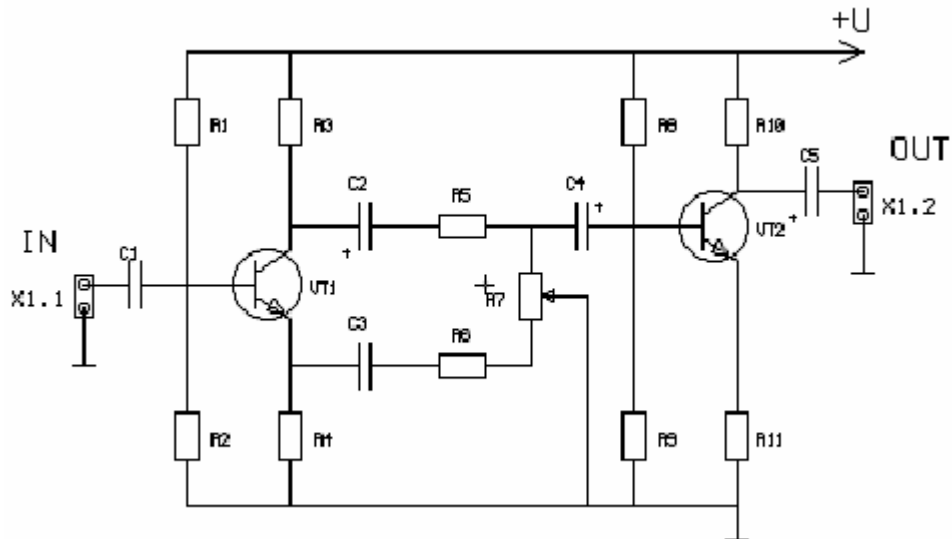 +U
R1
R3
R8
R10
C5
OUT
C2
R5
C4
X1.2
VT2
IN
C1
X1.1
VT1
R7
C3
R6
R2
R4
R9
R11